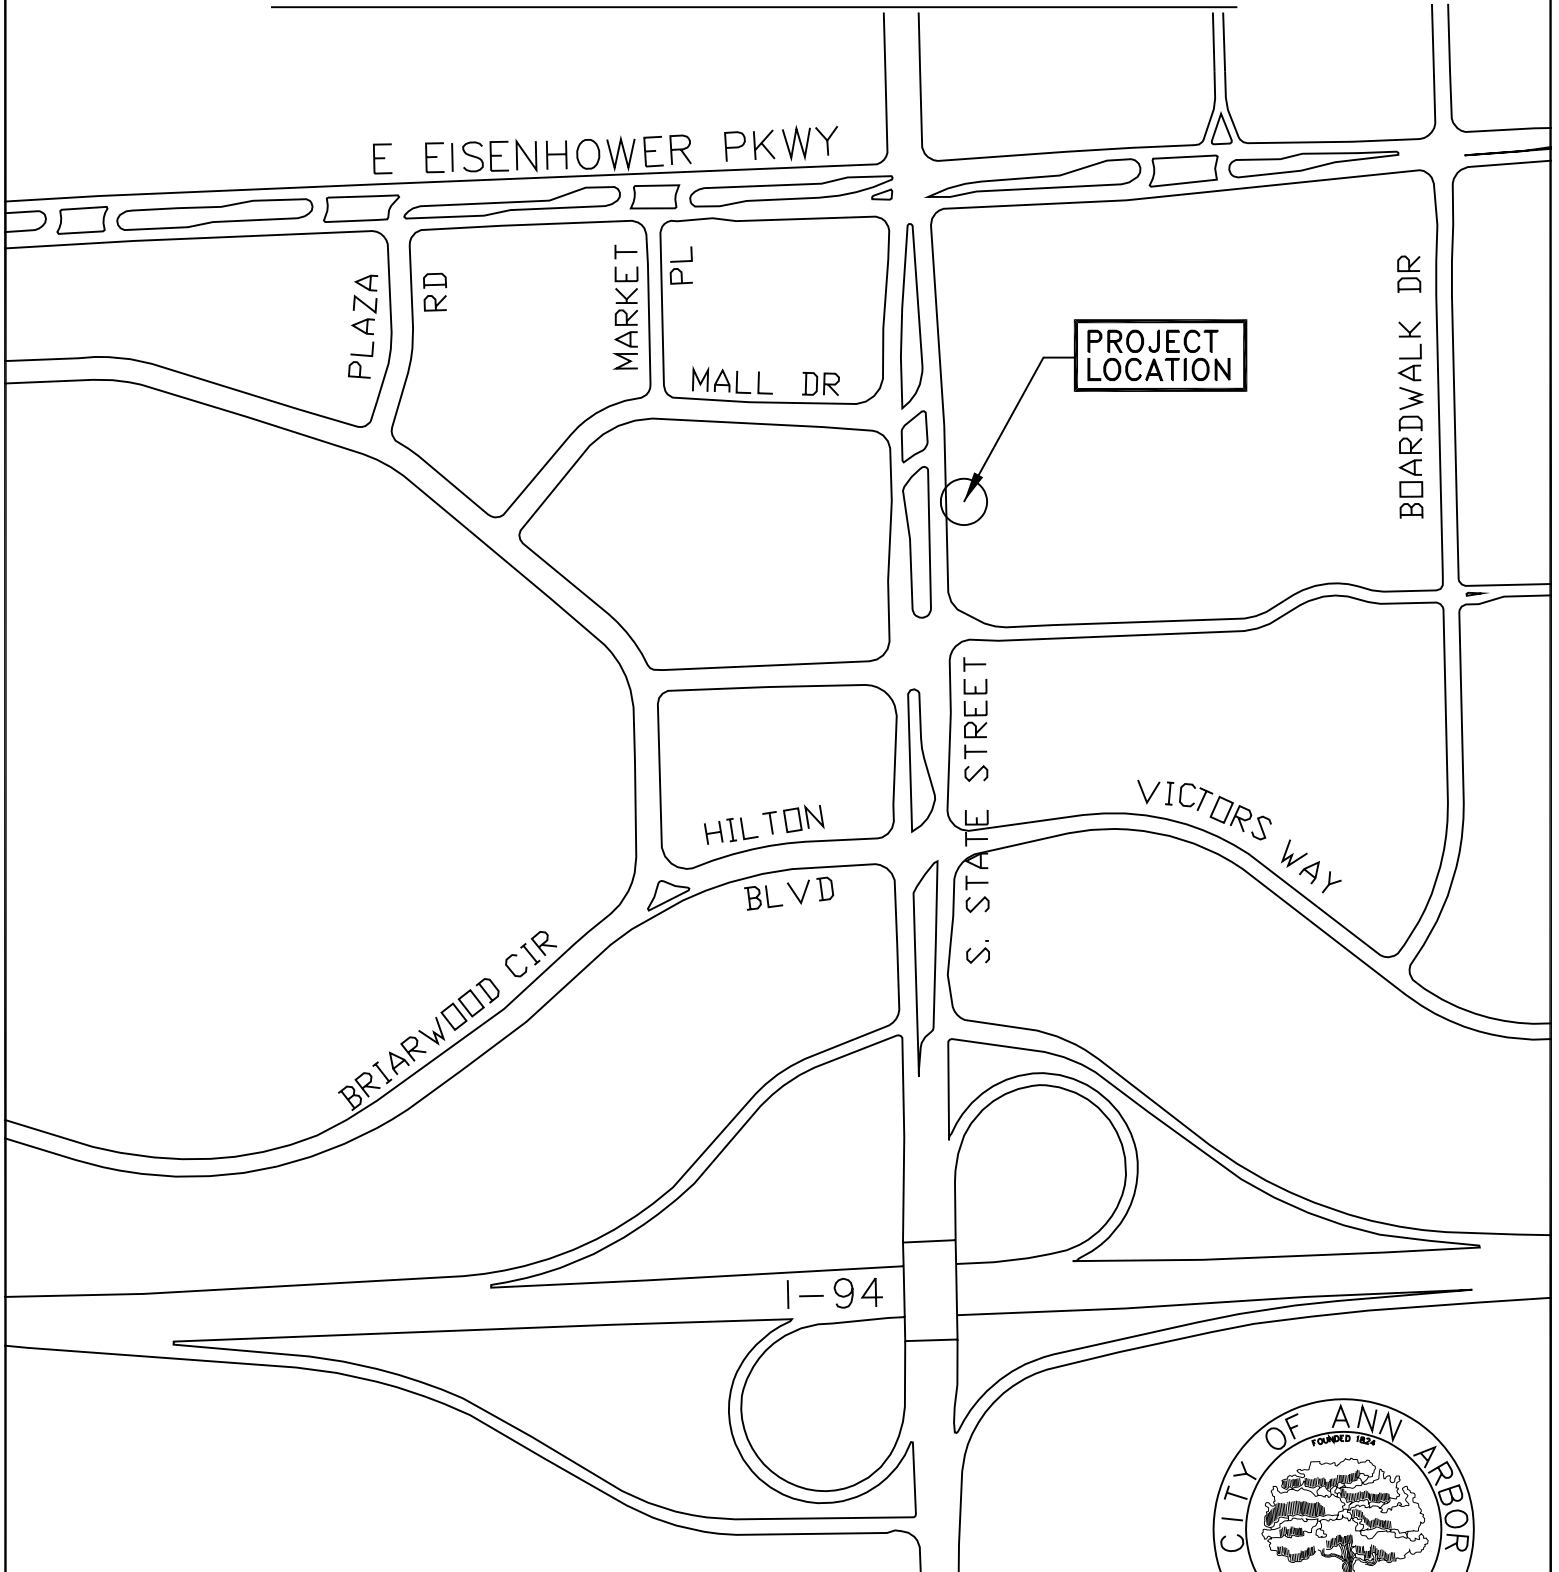 E EISENHOWER PKWY
PLAZA
RD
MARKET
PL
MALL DR
PROJECT
LOCATION
BOARDWALK DR
S. STATE STREET
HILTON
BLVD
VICTORS WAY
BRIARWOOD CIR
I-94
CITY OF ANN ARBOR
FOUNDED 1824